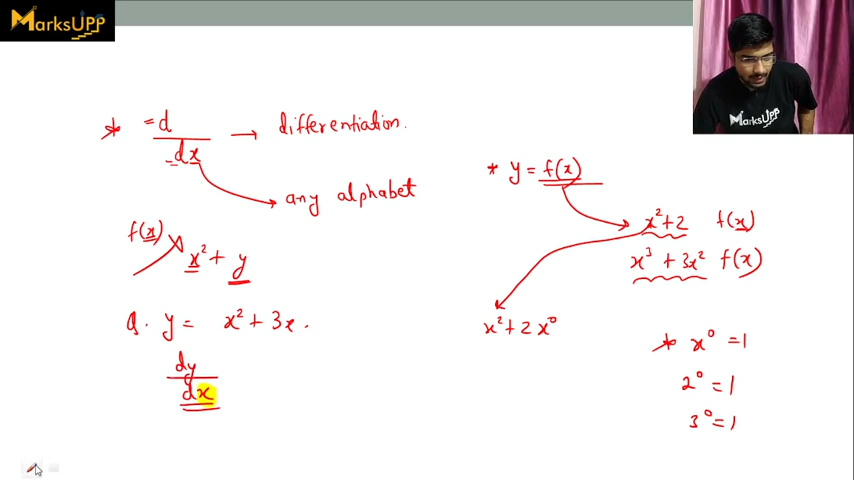 MarksUPP
MarksUPP
* = d/dx → differentiation.
any alphabet
f(x)
x² + y
Q. y = x² + 3x.
dy/dx
* y = f(x)
x² + 2 f(x)
x³ + 3x² f(x)
x² + 2x⁰
* x⁰ = 1
2⁰ = 1
3⁰ = 1